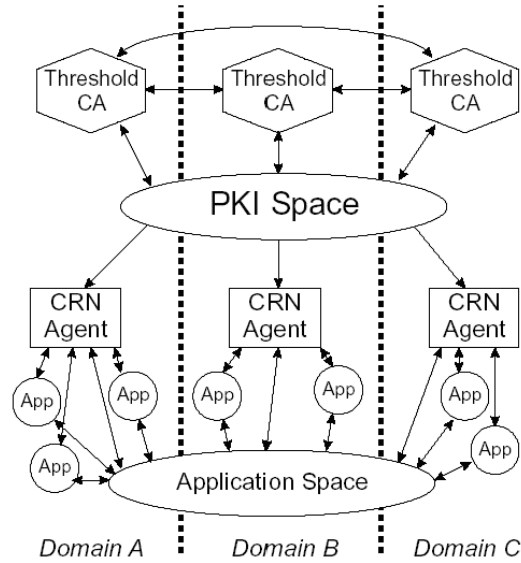 Threshold
CA
Threshold
CA
Threshold
CA
PKI Space
CRN
Agent
CRN
Agent
CRN
Agent
App
App
App
App
App
App
App
Application Space
Domain A
Domain B
Domain C